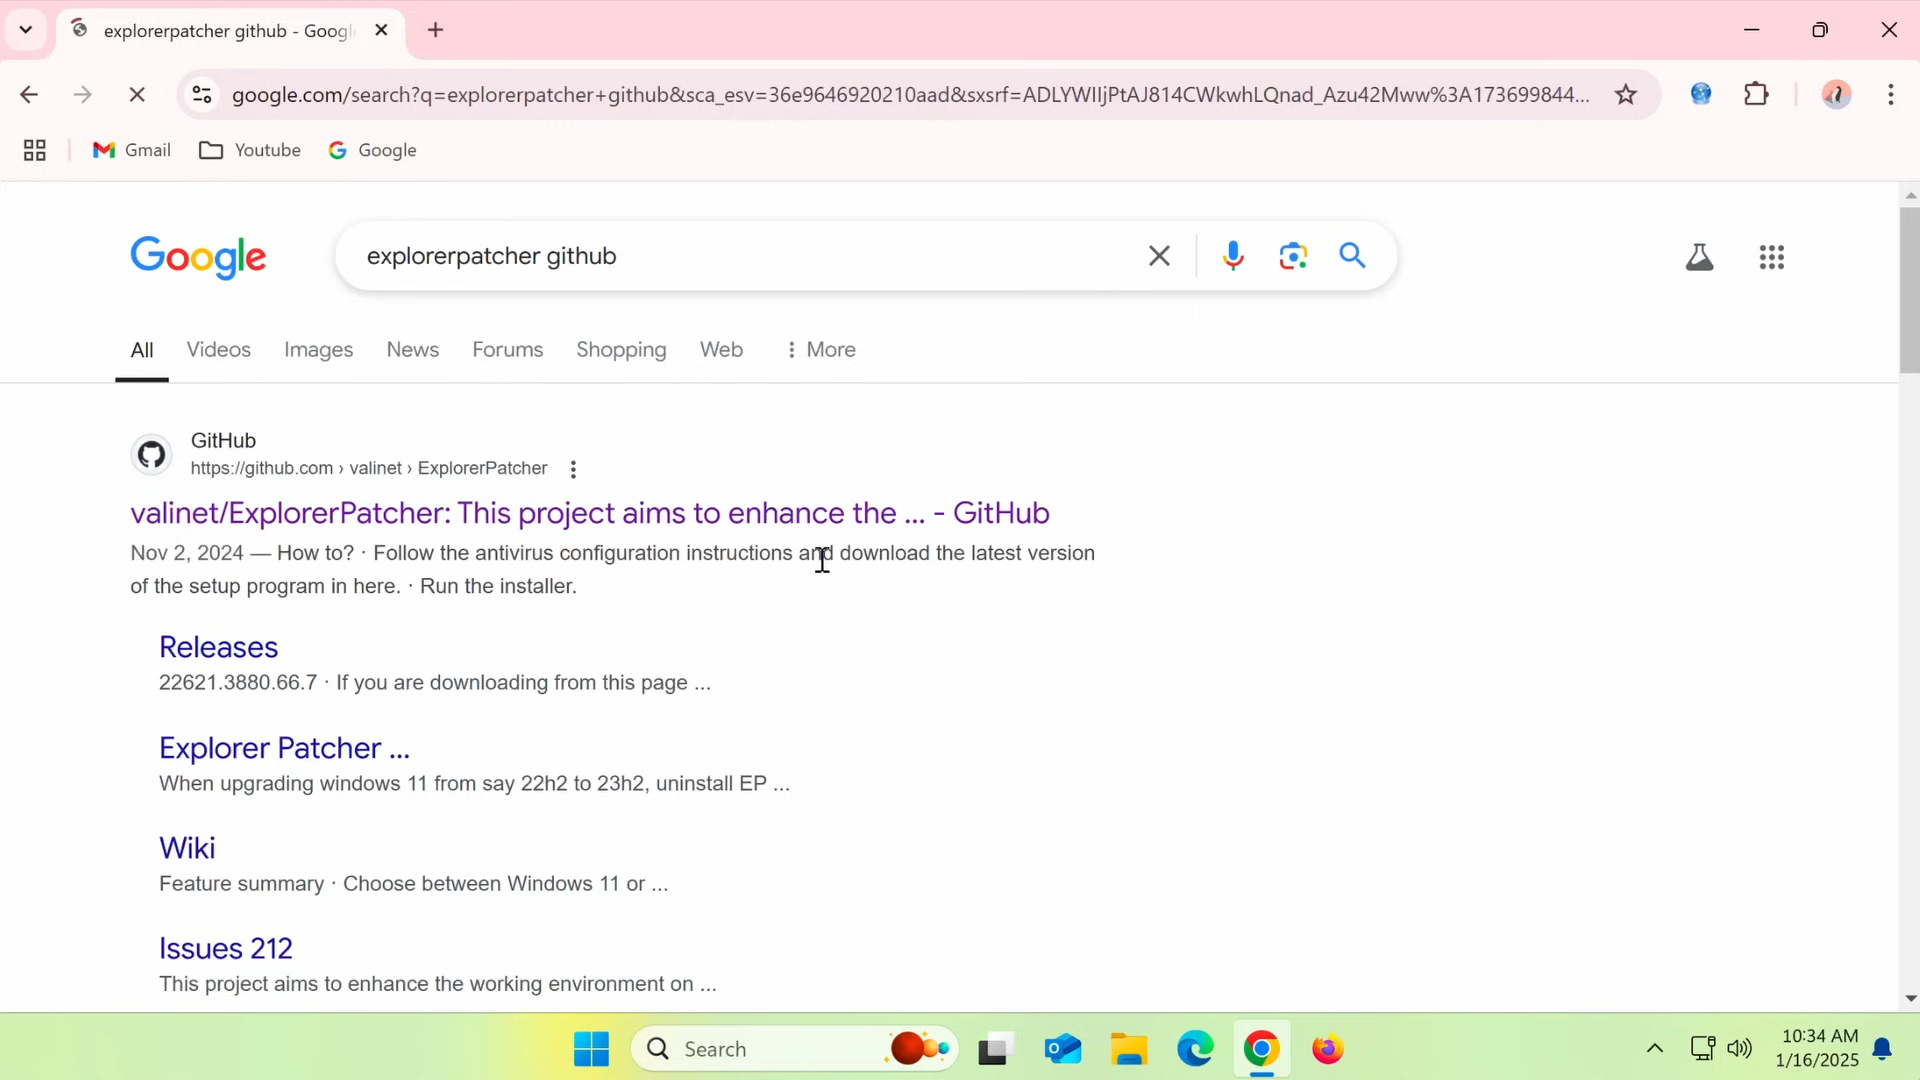 explorerpatcher github - Googl
google.com/search?q=explorerpatcher+github&sca_esv=36e9646920210aad&sxsrf=ADLYWIIjPtAJ814CWkwhLQnad_Azu42Mww%3A173699844...
Gmail Youtube Google
Google explorerpatcher github
All Videos Images News Forums Shopping Web More
GitHub
https://github.com › valinet › ExplorerPatcher
valinet/ExplorerPatcher: This project aims to enhance the ... - GitHub
Nov 2, 2024 — How to? · Follow the antivirus configuration instructions and download the latest version
of the setup program in here. · Run the installer.
Releases
22621.3880.66.7 · If you are downloading from this page ...
Explorer Patcher ...
When upgrading windows 11 from say 22h2 to 23h2, uninstall EP ...
Wiki
Feature summary · Choose between Windows 11 or ...
Issues 212
This project aims to enhance the working environment on ...
Search
10:34 AM
1/16/2025